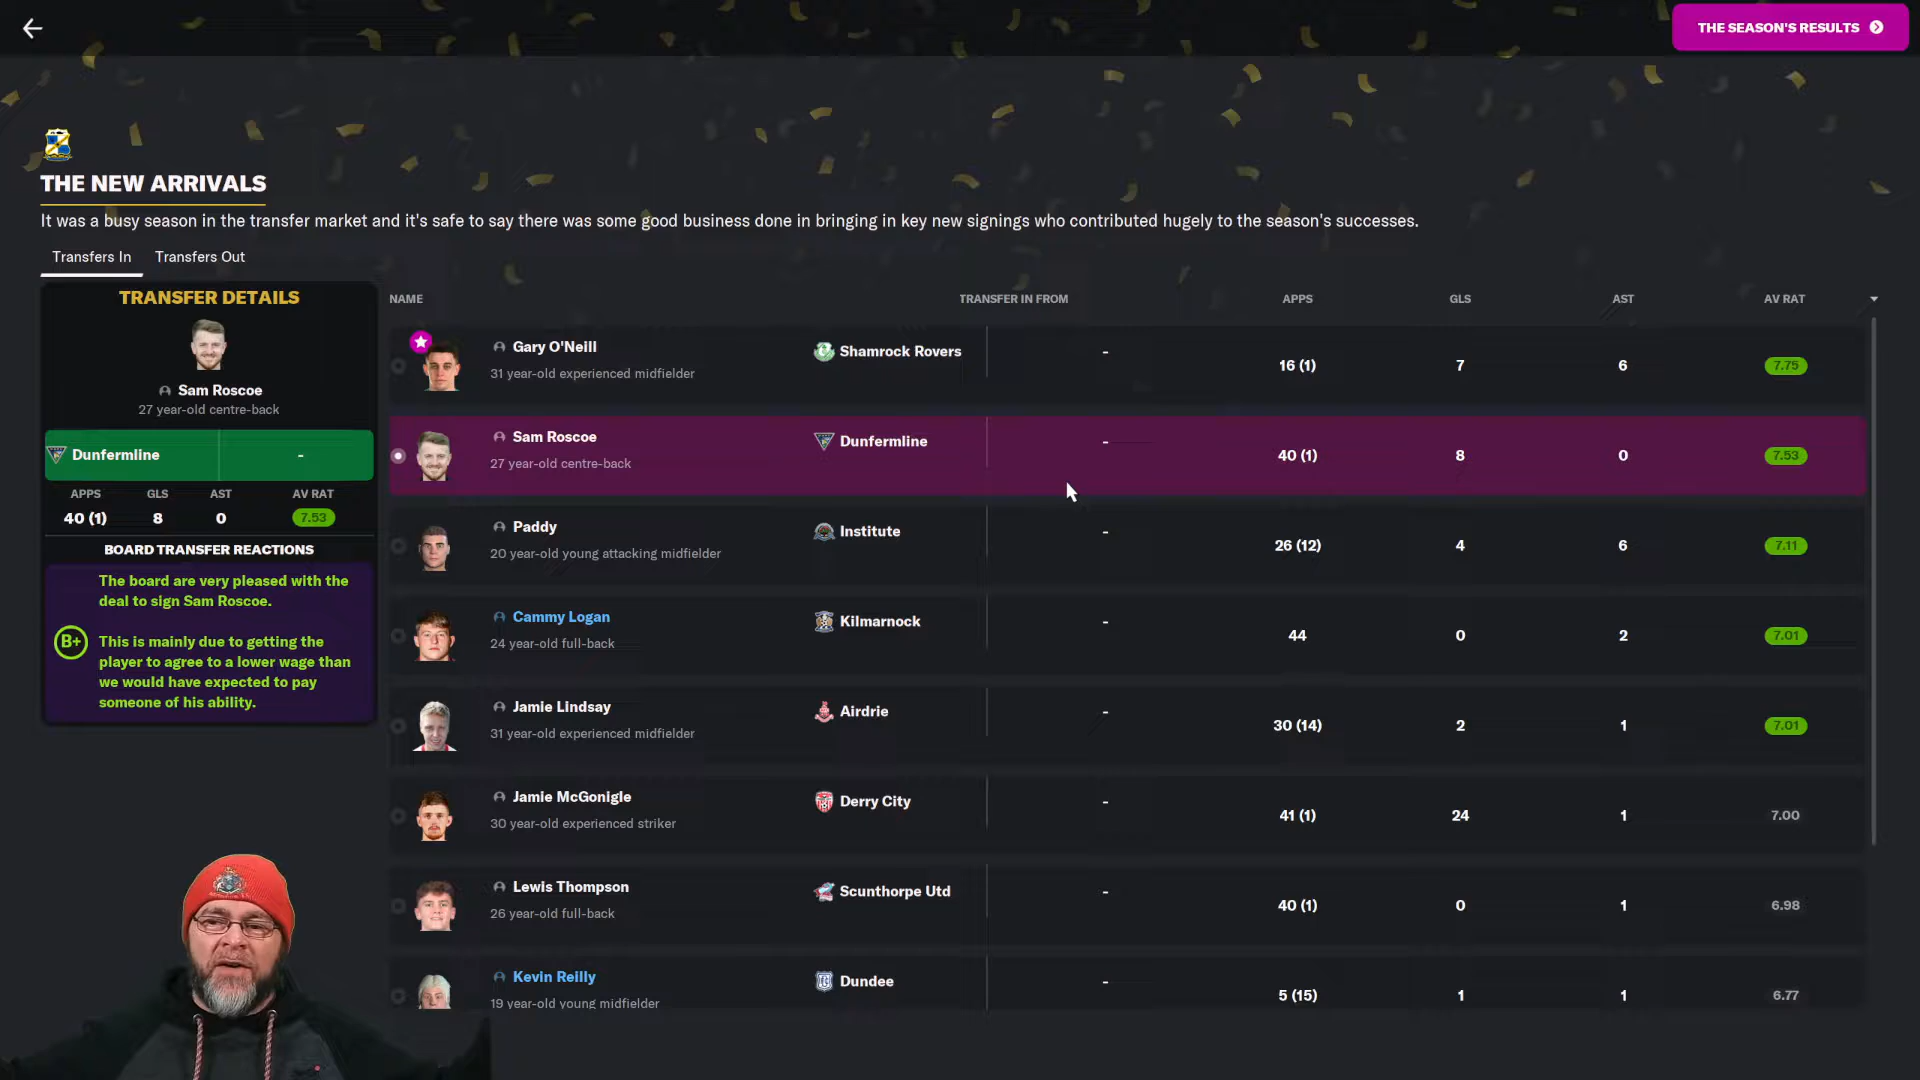 THE SEASON'S RESULTS
THE NEW ARRIVALS
It was a busy season in the transfer market and it's safe to say there was some good business done in bringing in key new signings who contributed hugely to the season's successes.
Transfers In Transfers Out
TRANSFER DETAILS
Sam Roscoe
27 year-old centre-back
Dunfermline -
APPS GLS AST AV RAT
40 (1) 8 0 7.53
BOARD TRANSFER REACTIONS
The board are very pleased with the
deal to sign Sam Roscoe.
B+
This is mainly due to getting the
player to agree to a lower wage than
we would have expected to pay
someone of his ability.
NAME TRANSFER IN FROM APPS GLS AST AV RAT
Gary O'Neill Shamrock Rovers - 16 (1) 7 6 7.75
31 year-old experienced midfielder
Sam Roscoe Dunfermline - 40 (1) 8 0 7.53
27 year-old centre-back
Paddy Institute - 26 (12) 4 6 7.11
20 year-old young attacking midfielder
Cammy Logan Kilmarnock - 44 0 2 7.01
24 year-old full-back
Jamie Lindsay Airdrie - 30 (14) 2 1 7.01
31 year-old experienced midfielder
Jamie McGonigle Derry City - 41 (1) 24 1 7.00
30 year-old experienced striker
Lewis Thompson Scunthorpe Utd - 40 (1) 0 1 6.98
26 year-old full-back
Kevin Reilly Dundee - 5 (15) 1 1 6.77
19 year-old young midfielder